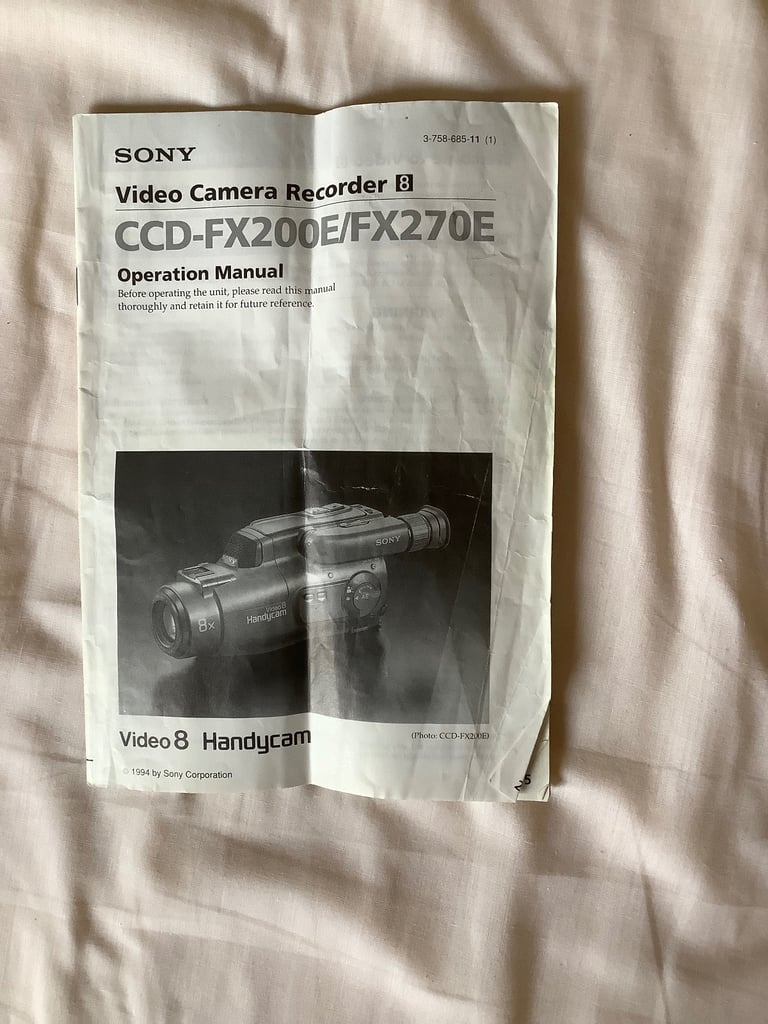 3-758-685-11 (1)
SONY
Video Camera Recorder 8
CCD-FX200E/FX270E
Operation Manual
Before operating the unit, please read this manual
thoroughly and retain it for future reference.
SONY
SONY
Video 8
Handycam
8x
Video 8 Handycam
(Photo: CCD-FX200E)
© 1994 by Sony Corporation
25